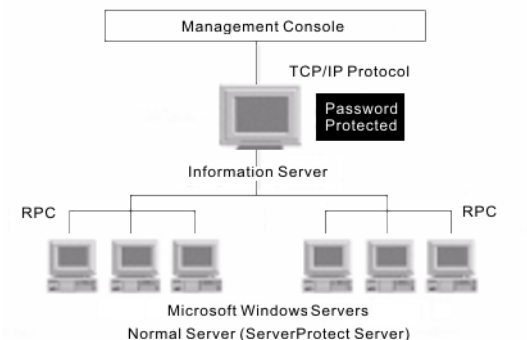 Management Console
TCP/IP Protocol
Password
Protected
Information Server
RPC
RPC
Microsoft Windows Servers
Normal Server (ServerProtect Server)